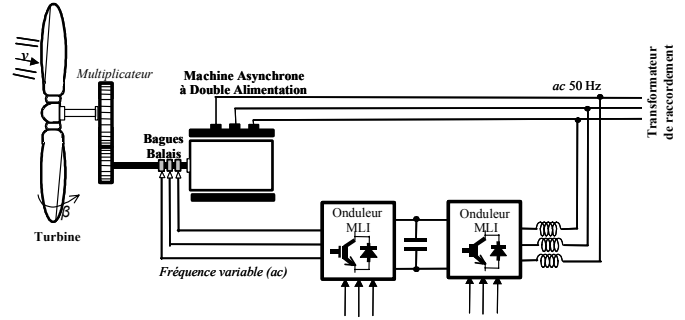 v
Multiplicateur
Machine Asynchrone
à Double Alimentation
ac 50 Hz
Transformateur
de raccordement
Bagues
Balais
β
Turbine
Onduleur
MLI
Onduleur
MLI
Fréquence variable (ac)